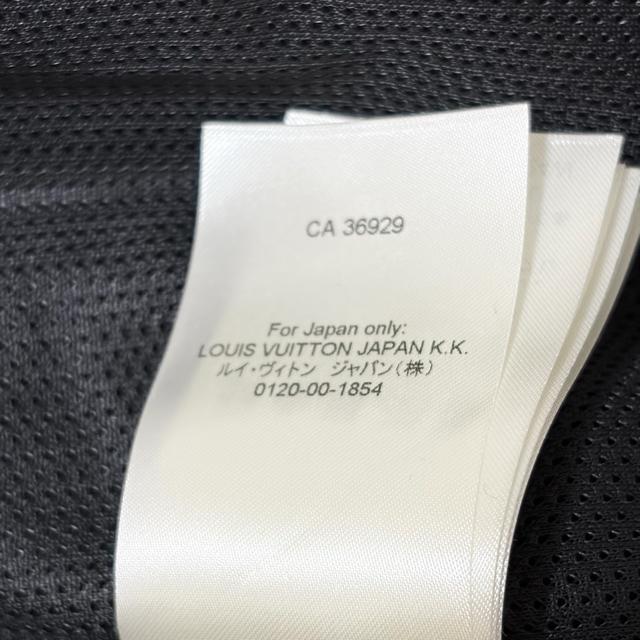 CA 36929
For Japan only:
LOUIS VUITTON JAPAN K.K.
ルイ・ヴィトン ジャパン(株)
0120-00-1854